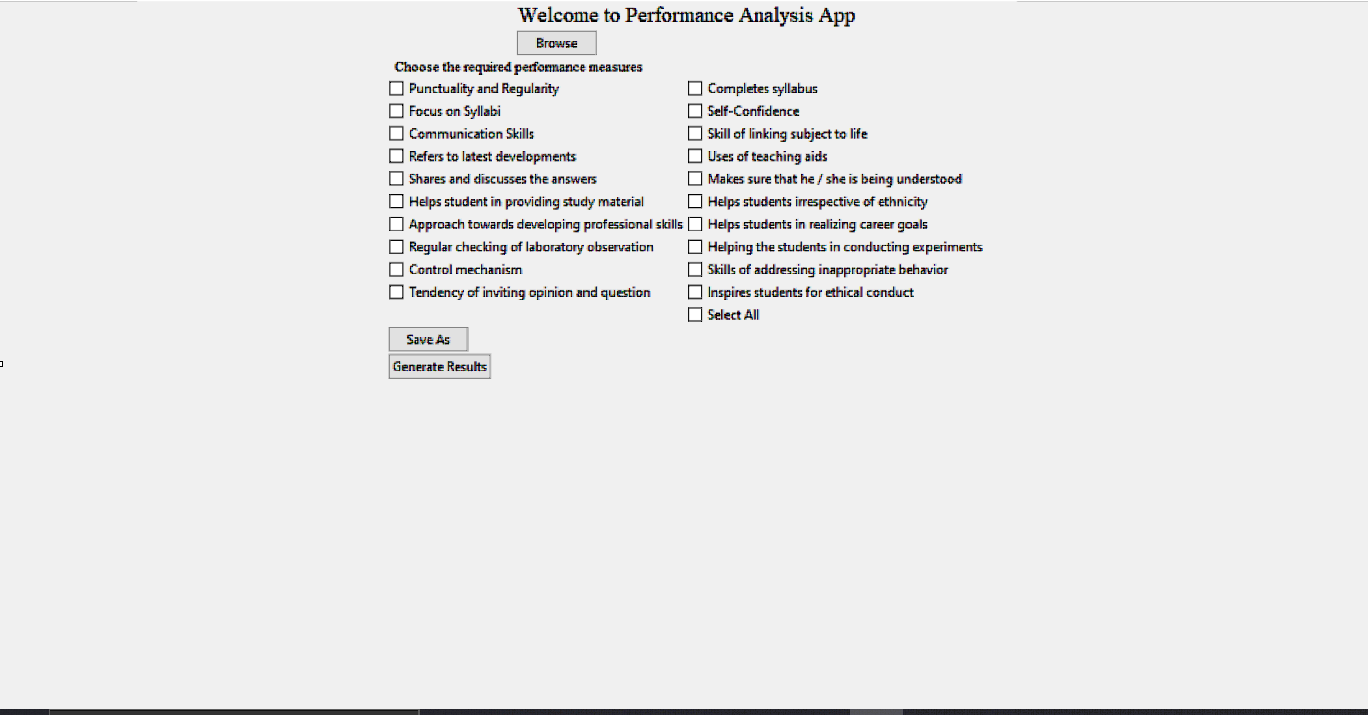 Welcome to Performance Analysis App
Browse
Choose the required performance measures
Punctuality and Regularity
Completes syllabus
Focus on Syllabi
Self-Confidence
Communication Skills
Skill of linking subject to life
Refers to latest developments
Uses of teaching aids
Shares and discusses the answers
Makes sure that he / she is being understood
Helps student in providing study material
Helps students irrespective of ethnicity
Approach towards developing professional skills
Helps students in realizing career goals
Regular checking of laboratory observation
Helping the students in conducting experiments
Control mechanism
Skills of addressing inappropriate behavior
Tendency of inviting opinion and question
Inspires students for ethical conduct
Select All
Save As
Generate Results